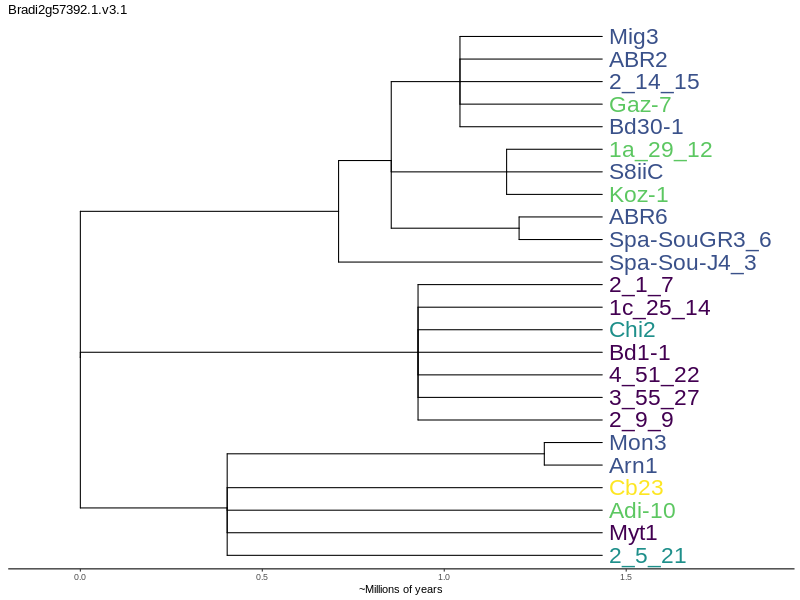 Bradi2g57392.1.v3.1
Mig3
ABR2
2_14_15
Gaz-7
Bd30-1
1a_29_12
S8iiC
Koz-1
ABR6
Spa-SouGR3_6
Spa-Sou-J4_3
2_1_7
1c_25_14
Chi2
Bd1-1
4_51_22
3_55_27
2_9_9
Mon3
Arn1
Cb23
Adi-10
Myt1
2_5_21
0.0 0.5 1.0 1.5
~Millions of years